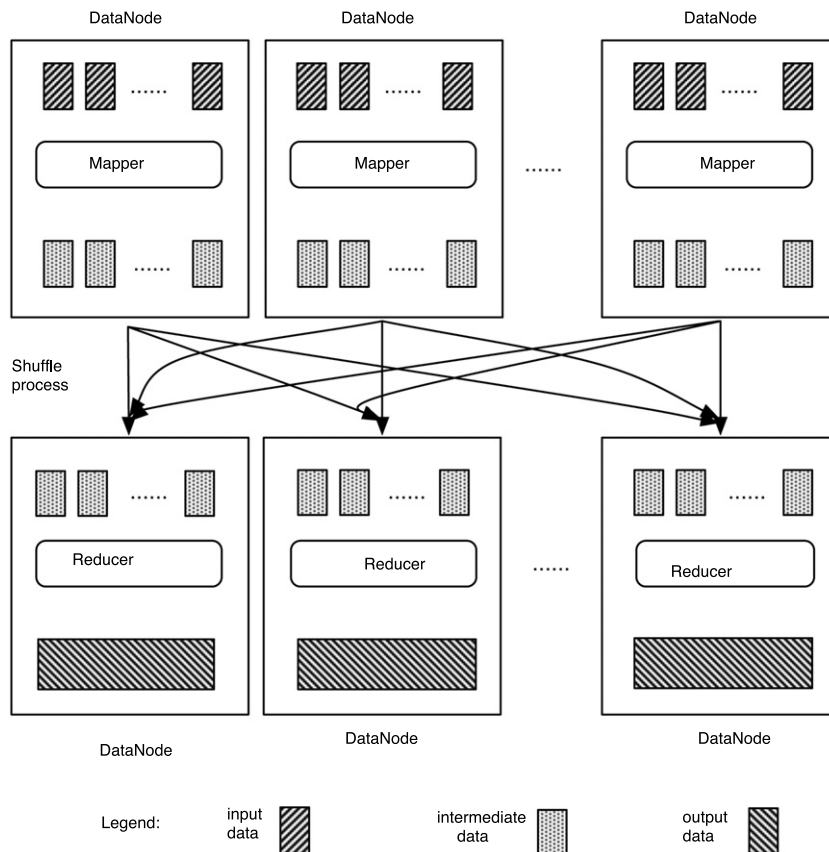 DataNode
DataNode
DataNode
......
......
......
Mapper
Mapper
......
Mapper
......
......
......
Shuffle
process
......
......
......
Reducer
Reducer
......
Reducer
DataNode
DataNode
DataNode
Legend:
input
data
intermediate
data
output
data